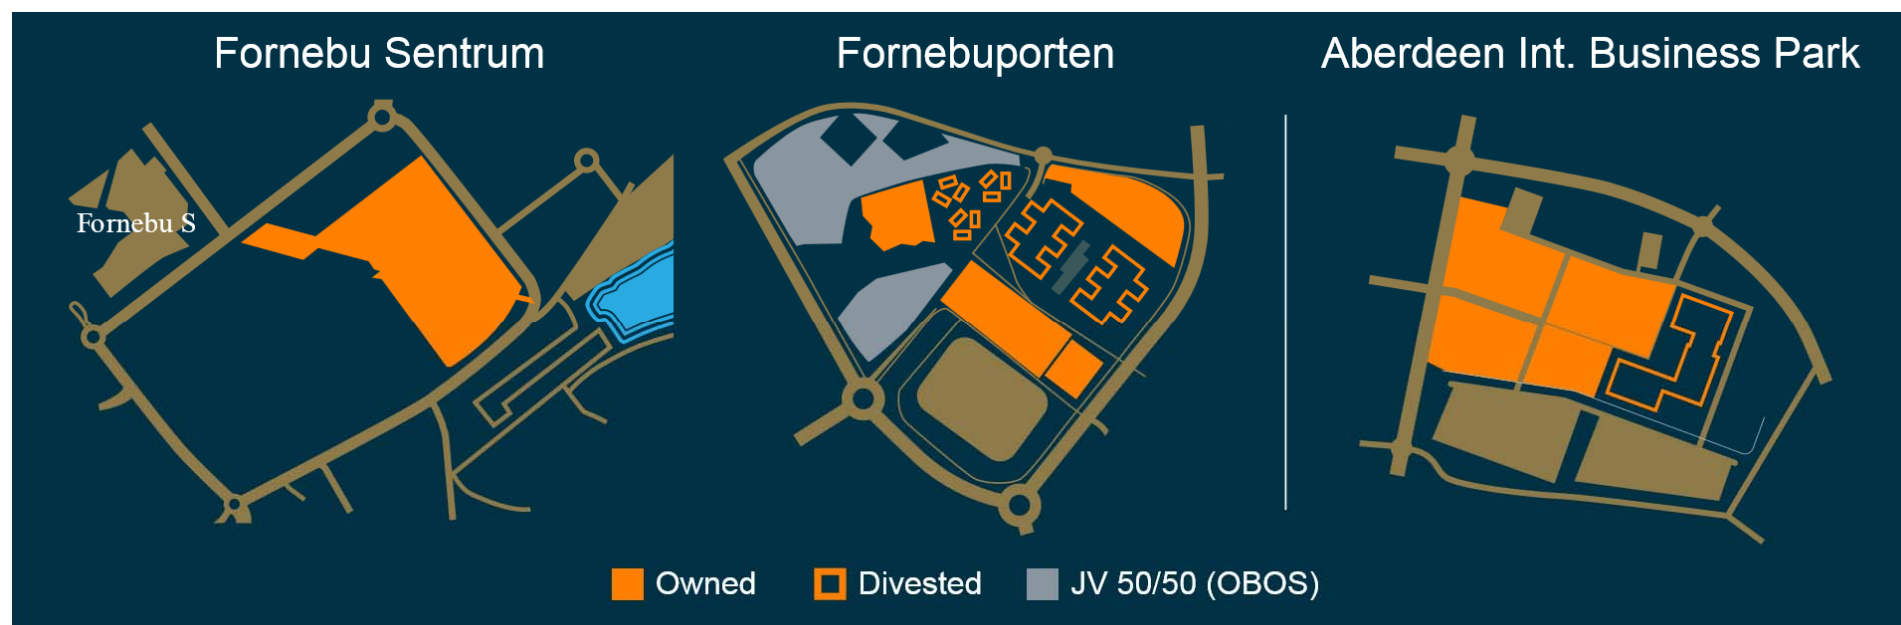 Fornebu Sentrum
Fornebuporten
Aberdeen Int. Business Park
Fornebu S
Owned
Divested
JV 50/50 (OBOS)